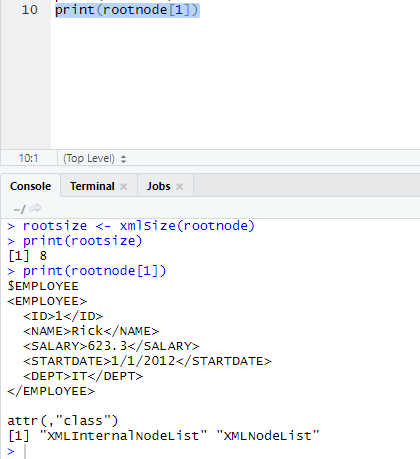 10 print(rootnode[1])
10:1 (Top Level)
Console Terminal Jobs
~/
> rootsize <- xmlSize(rootnode)
> print(rootsize)
[1] 8
> print(rootnode[1])
$EMPLOYEE
<EMPLOYEE>
  <ID>1</ID>
  <NAME>Rick</NAME>
  <SALARY>623.3</SALARY>
  <STARTDATE>1/1/2012</STARTDATE>
  <DEPT>IT</DEPT>
</EMPLOYEE>

attr(,"class")
[1] "XMLInternalNodeList" "XMLNodeList"
>